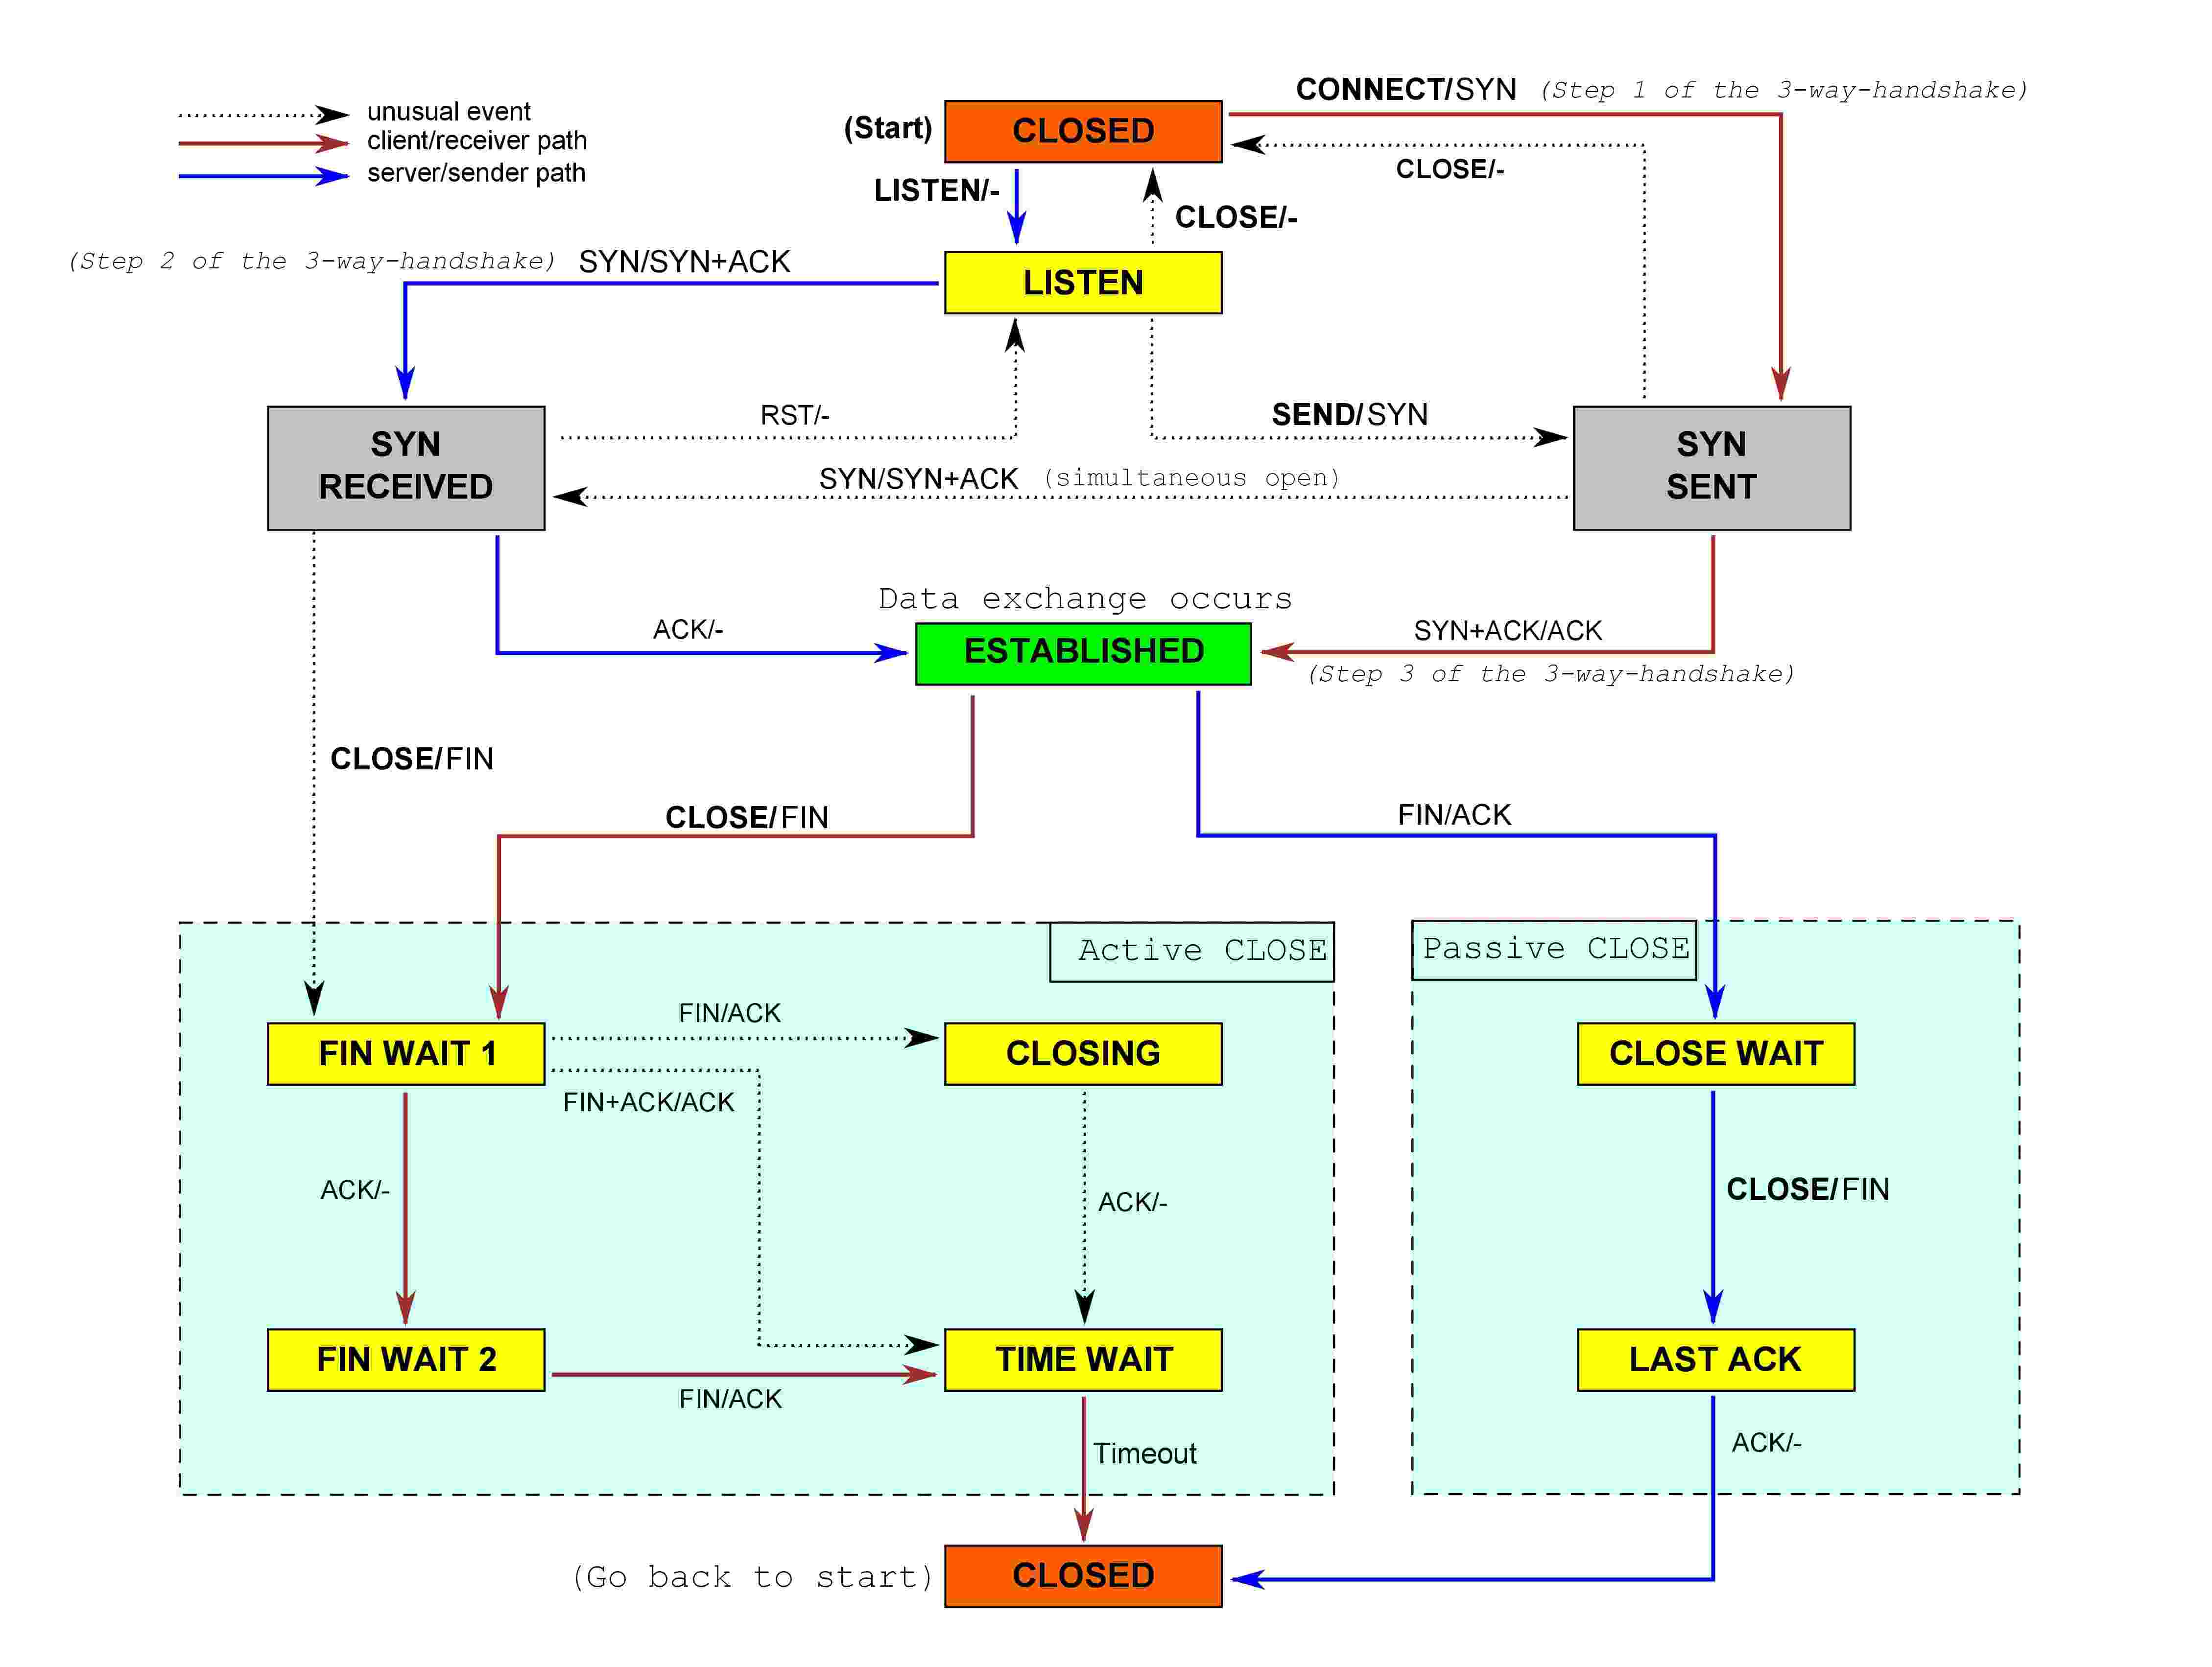 unusual event
client/receiver path
server/sender path
CONNECT/SYN (Step 1 of the 3-way-handshake)
(Start)
CLOSED
CLOSE/-
LISTEN/-
CLOSE/-
(Step 2 of the 3-way-handshake) SYN/SYN+ACK
LISTEN
RST/-
SEND/SYN
SYN
RECEIVED
SYN
SENT
SYN/SYN+ACK (simultaneous open)
Data exchange occurs
ACK/-
ESTABLISHED
SYN+ACK/ACK
(Step 3 of the 3-way-handshake)
CLOSE/FIN
CLOSE/FIN
FIN/ACK
Active CLOSE
Passive CLOSE
FIN WAIT 1
FIN/ACK
CLOSING
CLOSE WAIT
FIN+ACK/ACK
ACK/-
ACK/-
CLOSE/FIN
FIN WAIT 2
TIME WAIT
LAST ACK
FIN/ACK
Timeout
ACK/-
(Go back to start)
CLOSED